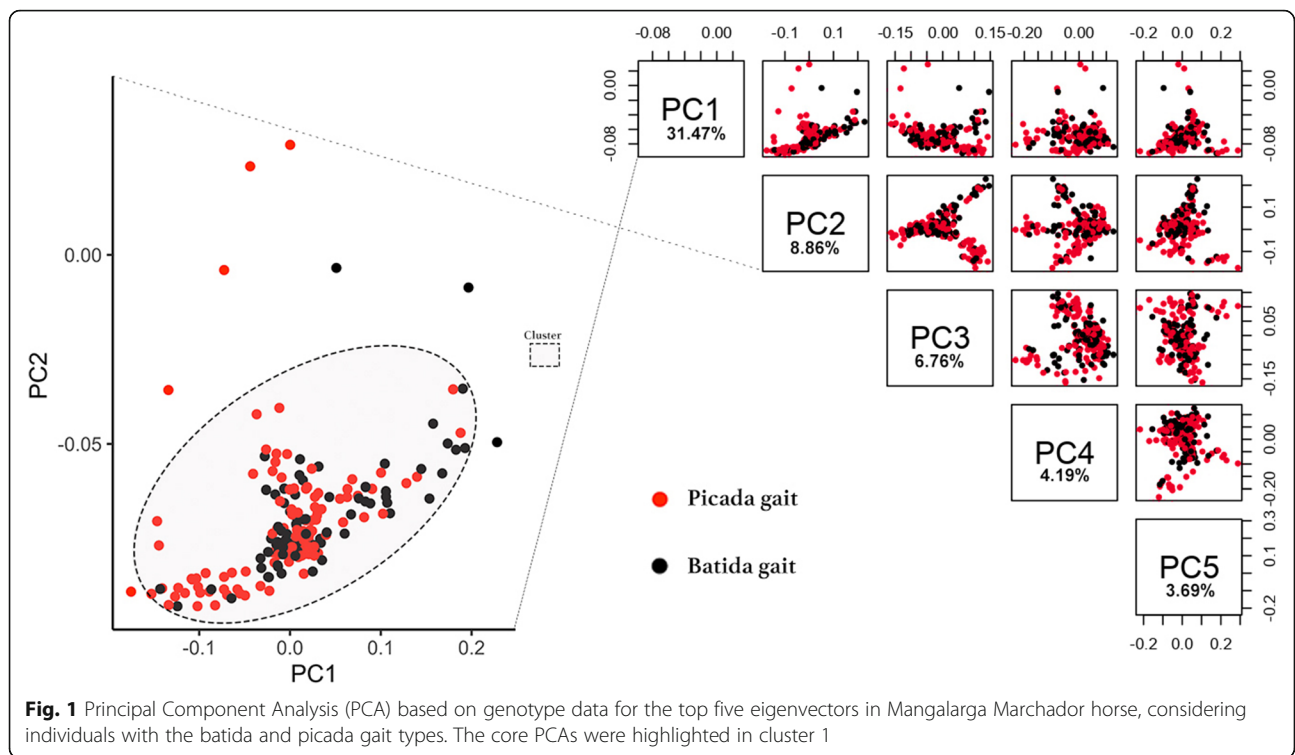 -0.08 0.00 -0.1 0.1 -0.15 0.00 0.15 -0.20 0.00 -0.2 0.0 0.2
PC1
31.47%
0.00
-0.08
0.00
-0.08
PC2
8.86%
0.1
-0.1
PC3
6.76%
0.05
-0.15
PC4
4.19%
0.00
-0.20
PC5
3.69%
0.3
0.1
-0.2
-0.2 0.0 0.2
0.00
-0.05
PC2
-0.1 0.0 0.1 0.2
PC1
Cluster
Picada gait
Batida gait
Fig. 1 Principal Component Analysis (PCA) based on genotype data for the top five eigenvectors in Mangalarga Marchador horse, considering
individuals with the batida and picada gait types. The core PCAs were highlighted in cluster 1